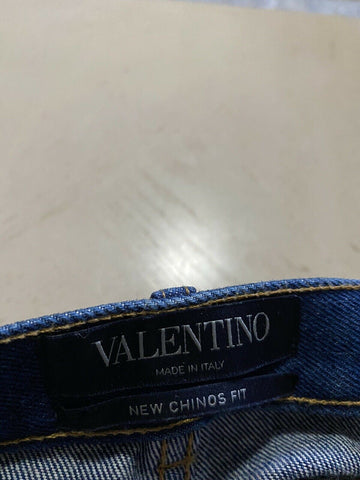 VALENTINO
MADE IN ITALY
NEW CHINOS FIT